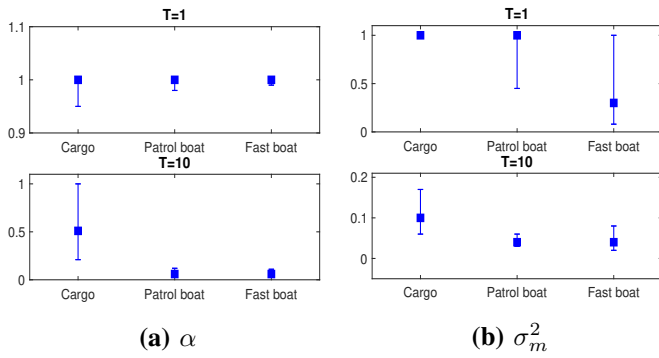 T=1
1.1
1
0.9
Cargo Patrol boat Fast boat
T=10
1
0.5
0
Cargo Patrol boat Fast boat
(a) α
T=1
1
0.5
0
Cargo Patrol boat Fast boat
T=10
0.2
0.1
0
Cargo Patrol boat Fast boat
(b) σ²ₘ